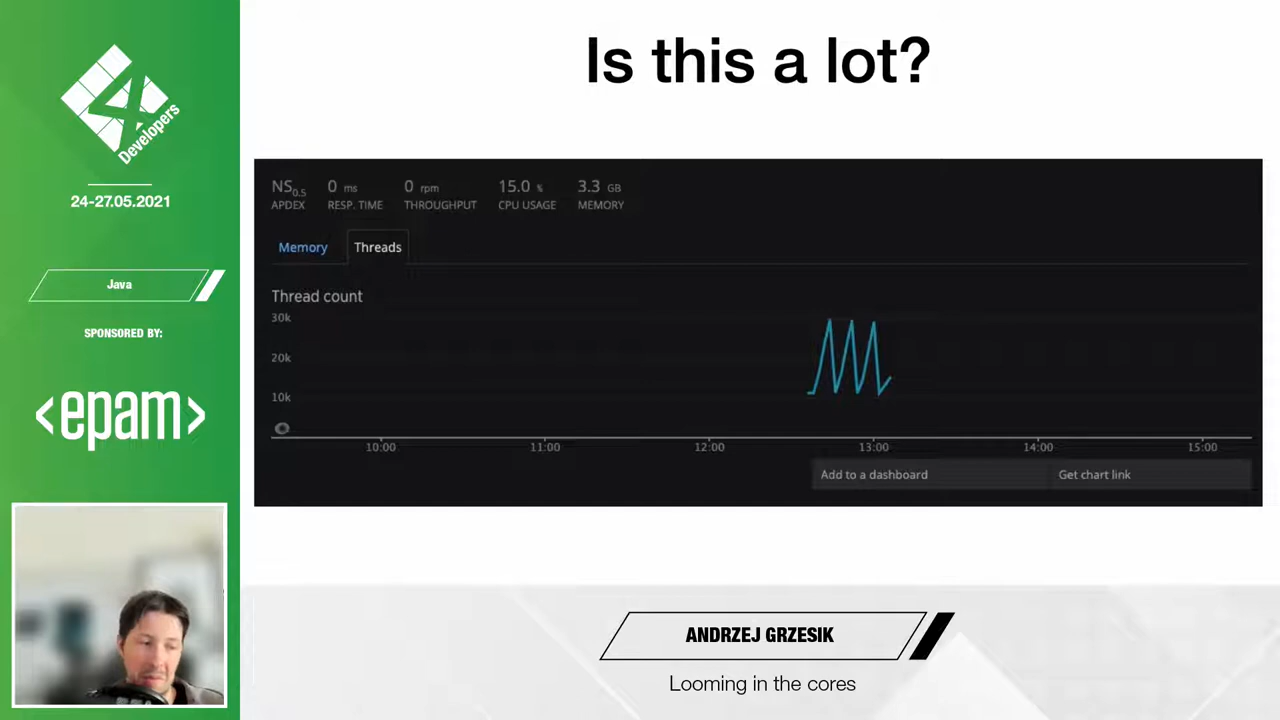 Is this a lot?
4
Developers
24-27.05.2021
Java
SPONSORED BY:
<epam>
NS0.5 0 ms 0 rpm 15.0 % 3.3 GB
APDEX RESP. TIME THROUGHPUT CPU USAGE MEMORY
Memory Threads
Thread count
30k
20k
10k
10:00 11:00 12:00 13:00 14:00 15:00
Add to a dashboard Get chart link
ANDRZEJ GRZESIK
Looming in the cores